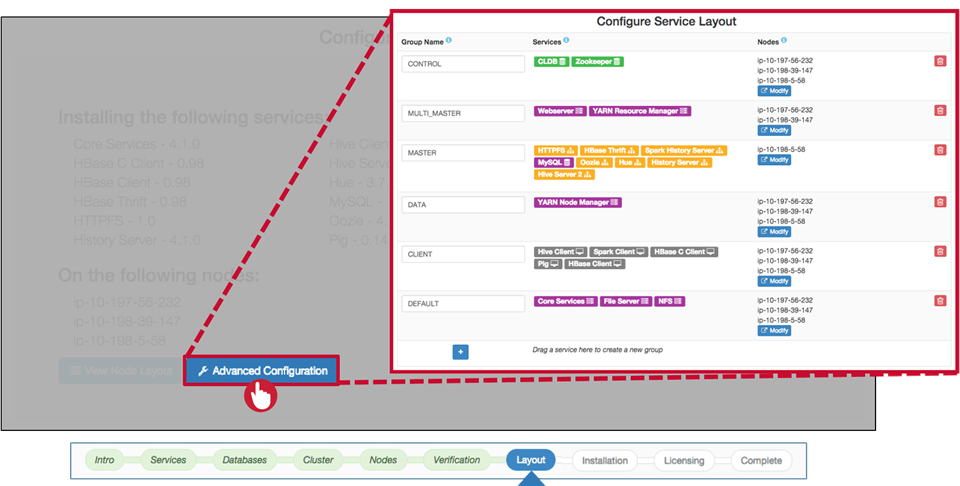 Configure Service Layout
Group Name Services Nodes
CONTROL CLDB Zookeeper ip-10-197-56-232
ip-10-198-39-147
ip-10-198-5-58
Modify
MULTI_MASTER Webserver YARN Resource Manager ip-10-197-56-232
ip-10-198-39-147
ip-10-198-5-58
Modify
MASTER HTTPFS HBase Thrift Spark History Server ip-10-198-5-58
MySQL Oozie Hue History Server Modify
Hive Server 2
DATA YARN Node Manager ip-10-197-56-232
ip-10-198-39-147
ip-10-198-5-58
Modify
CLIENT Hive Client Spark Client HBase C Client ip-10-197-56-232
Pig HBase Client ip-10-198-39-147
ip-10-198-5-58
Modify
DEFAULT Core Services File Server NFS ip-10-197-56-232
ip-10-198-39-147
ip-10-198-5-58
Modify
+ Drag a service here to create a new group
Installing the following services
Core Services - 4.1.0 Hive Clien
HBase C Client - 0.98 Hive Serve
HBase Client - 0.98 Hue - 3.7
HBase Thrift - 0.98 MySQL -
HTTPFS - 1.0 Oozie - 4.
History Server - 4.1.0 Pig - 0.14
On the following nodes:
ip-10-197-56-232
ip-10-198-39-147
ip-10-198-5-58
View Node Layout Advanced Configuration
Intro Services Databases Cluster Nodes Verification Layout Installation Licensing Complete